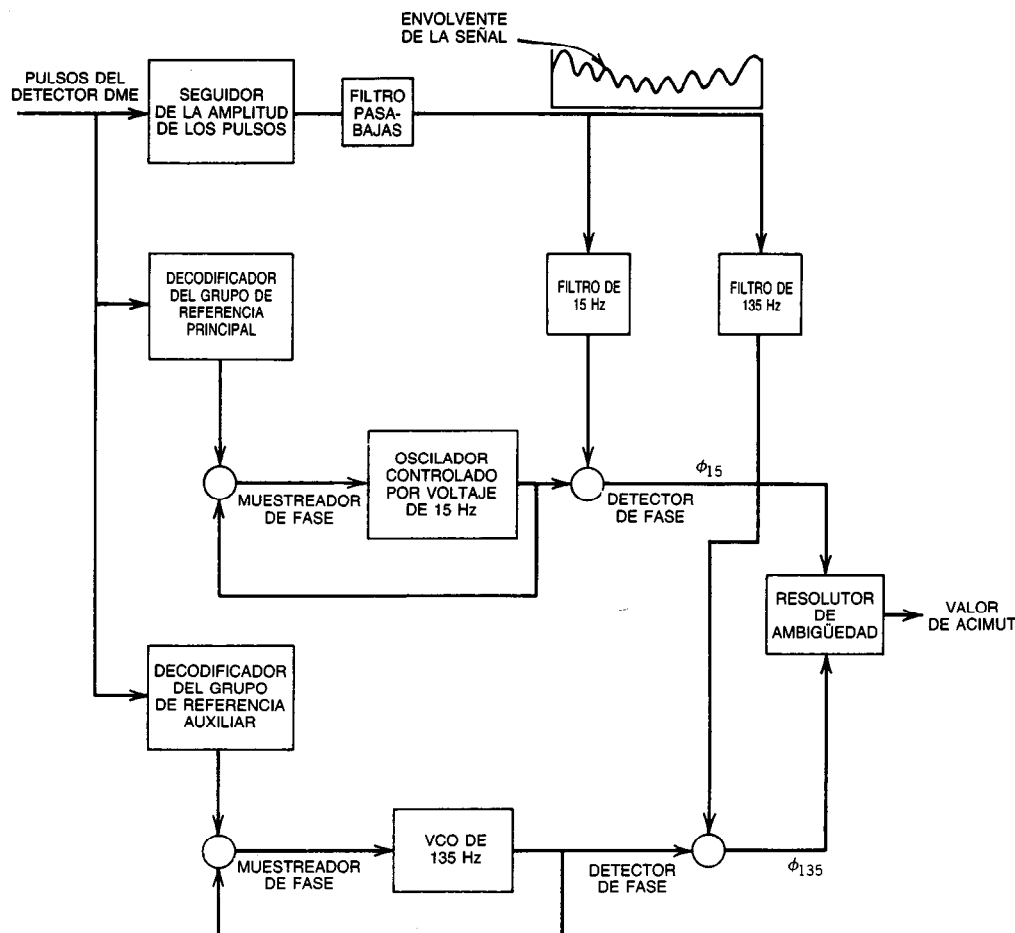 ENVOLVENTE
DE LA SEÑAL
PULSOS DEL
DETECTOR DME
SEGUIDOR
DE LA AMPLITUD
DE LOS PULSOS
FILTRO
PASA-
BAJAS
DECODIFICADOR
DEL GRUPO DE
REFERENCIA
PRINCIPAL
FILTRO DE
15 Hz
FILTRO DE
135 Hz
MUESTREADOR
DE FASE
OSCILADOR
CONTROLADO
POR VOLTAJE
DE 15 Hz
DETECTOR
DE FASE
ϕ15
RESOLUTOR
DE
AMBIGÜEDAD
VALOR
DE ACIMUT
DECODIFICADOR
DEL GRUPO
DE REFERENCIA
AUXILIAR
MUESTREADOR
DE FASE
VCO DE
135 Hz
DETECTOR
DE FASE
ϕ135